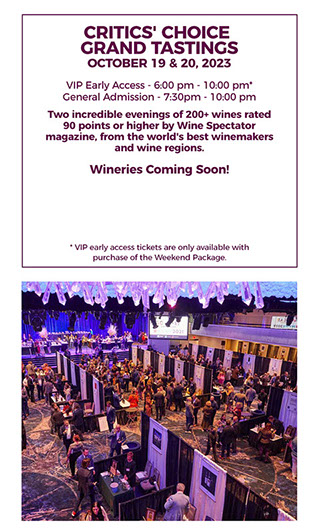 CRITICS' CHOICE
GRAND TASTINGS
OCTOBER 19 & 20, 2023
VIP Early Access - 6:00 pm - 10:00 pm*
General Admission - 7:30pm - 10:00 pm
Two incredible evenings of 200+ wines rated
90 points or higher by Wine Spectator
magazine, from the world's best winemakers
and wine regions.
Wineries Coming Soon!
* VIP early access tickets are only available with
purchase of the Weekend Package.